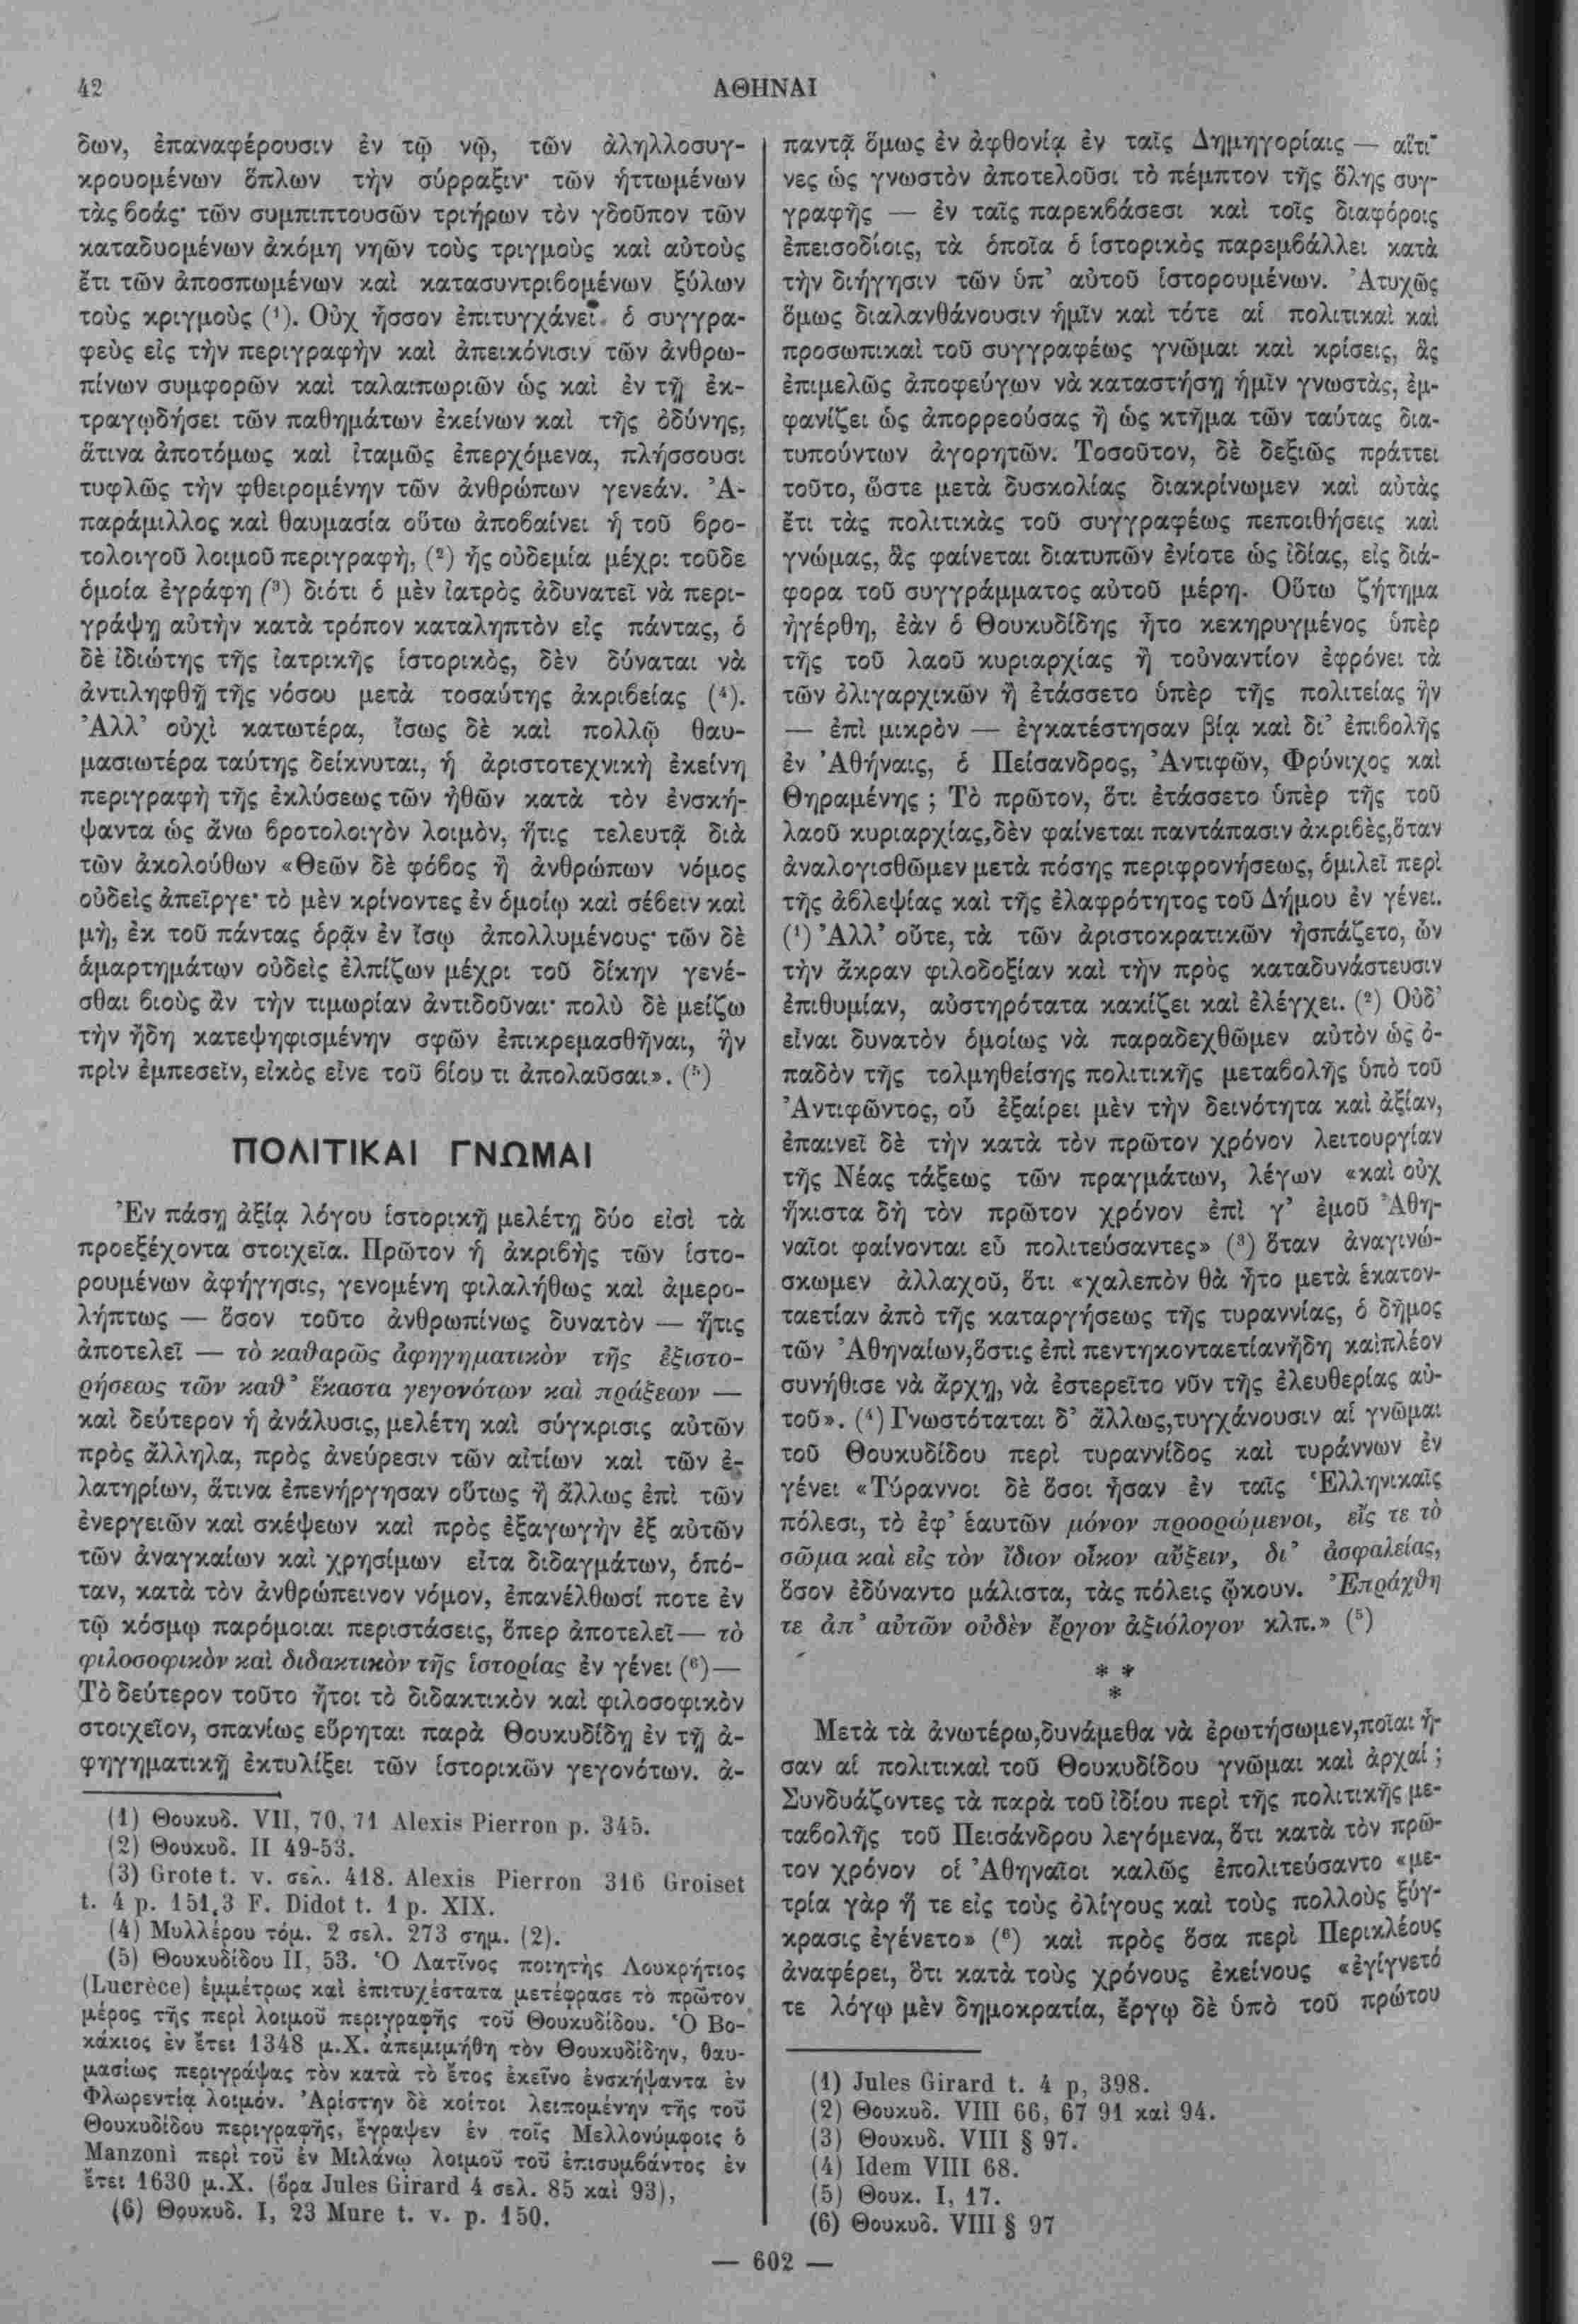 42
ΑΘΗΝΑΙ
δων, ἐπαναφέρουσιν ἐν τῷ νῷ, τῶν ἀληλλοσυγ-
κρουομένων ὅπλων τὴν σύρραξιν· τῶν ἡττωμένων
τὰς βοάς· τῶν συμπιπτουσῶν τριήρων τὸν γδοῦπον τῶν
καταδυομένων ἀκόμη νηῶν τοὺς τριγμοὺς καὶ αὐτοὺς
ἔτι τῶν ἀποσπωμένων καὶ κατασυντριβομένων ξύλων
τοὺς κριγμοὺς (¹). Οὐχ ἧσσον ἐπιτυγχάνει ὁ συγγρα-
φεὺς εἰς τὴν περιγραφὴν καὶ ἀπεικόνισιν τῶν ἀνθρω-
πίνων συμφορῶν καὶ ταλαιπωριῶν ὡς καὶ ἐν τῇ ἐκ-
τραγῳδήσει τῶν παθημάτων ἐκείνων καὶ τῆς ὀδύνης,
ἅτινα ἀποτόμως καὶ ἰταμῶς ἐπερχόμενα, πλήσσουσι
τυφλῶς τὴν φθειρομένην τῶν ἀνθρώπων γενεάν. Ἀ-
παράμιλλος καὶ θαυμασία οὕτω ἀποβαίνει ἡ τοῦ βρο-
τολοιγοῦ λοιμοῦ περιγραφὴ, (²) ἧς οὐδεμία μέχρι τοῦδε
ὁμοία ἐγράφη (³) διότι ὁ μὲν ἰατρὸς ἀδυνατεῖ νὰ περι-
γράψῃ αὐτὴν κατὰ τρόπον καταληπτὸν εἰς πάντας, ὁ
δὲ ἰδιώτης τῆς ἰατρικῆς ἱστορικὸς, δὲν δύναται νὰ
ἀντιληφθῇ τῆς νόσου μετὰ τοσαύτης ἀκριβείας (⁴).
Ἀλλ' οὐχὶ κατωτέρα, ἴσως δὲ καὶ πολλῷ θαυ-
μασιωτέρα ταύτης δείκνυται, ἡ ἀριστοτεχνικὴ ἐκείνη
περιγραφὴ τῆς ἐκλύσεως τῶν ἠθῶν κατὰ τὸν ἐνσκή-
ψαντα ὡς ἄνω βροτολοιγὸν λοιμὸν, ἥτις τελευτᾷ διὰ
τῶν ἀκολούθων «Θεῶν δὲ φόβος ἢ ἀνθρώπων νόμος
οὐδεὶς ἀπεῖργε· τὸ μὲν κρίνοντες ἐν ὁμοίῳ καὶ σέβειν καὶ
μὴ, ἐκ τοῦ πάντας ὁρᾷν ἐν ἴσῳ ἀπολλυμένους· τῶν δὲ
ἁμαρτημάτων οὐδεὶς ἐλπίζων μέχρι τοῦ δίκην γενέ-
σθαι βιοὺς ἂν τὴν τιμωρίαν ἀντιδοῦναι· πολὺ δὲ μείζω
τὴν ἤδη κατεψηφισμένην σφῶν ἐπικρεμασθῆναι, ἣν
πρὶν ἐμπεσεῖν, εἰκὸς εἶνε τοῦ βίου τι ἀπολαῦσαι». (⁵)
ΠΟΛΙΤΙΚΑΙ ΓΝΩΜΑΙ
Ἐν πάσῃ ἀξίᾳ λόγου ἱστορικῇ μελέτῃ δύο εἰσὶ τὰ
προεξέχοντα στοιχεῖα. Πρῶτον ἡ ἀκριβὴς τῶν ἱστο-
ρουμένων ἀφήγησις, γενομένη φιλαλήθως καὶ ἀμερο-
λήπτως — ὅσον τοῦτο ἀνθρωπίνως δυνατὸν — ἥτις
ἀποτελεῖ — τὸ καθαρῶς ἀφηγηματικὸν τῆς ἐξιστο-
ρήσεως τῶν καθ' ἕκαστα γεγονότων καὶ πράξεων —
καὶ δεύτερον ἡ ἀνάλυσις, μελέτη καὶ σύγκρισις αὐτῶν
πρὸς ἄλληλα, πρὸς ἀνεύρεσιν τῶν αἰτίων καὶ τῶν ἐ-
λατηρίων, ἅτινα ἐπενήργησαν οὕτως ἢ ἄλλως ἐπὶ τῶν
ἐνεργειῶν καὶ σκέψεων καὶ πρὸς ἐξαγωγὴν ἐξ αὐτῶν
τῶν ἀναγκαίων καὶ χρησίμων εἶτα διδαγμάτων, ὁπό-
ταν, κατὰ τὸν ἀνθρώπεινον νόμον, ἐπανέλθωσί ποτε ἐν
τῷ κόσμῳ παρόμοιαι περιστάσεις, ὅπερ ἀποτελεῖ — τὸ
φιλοσοφικὸν καὶ διδακτικὸν τῆς ἱστορίας ἐν γένει (⁶) —
Τὸ δεύτερον τοῦτο ἤτοι τὸ διδακτικὸν καὶ φιλοσοφικὸν
στοιχεῖον, σπανίως εὕρηται παρὰ Θουκυδίδῃ ἐν τῇ ἀ-
φηγηματικῇ ἐκτυλίξει τῶν ἱστορικῶν γεγονότων. ἀ-
(1) Θουκυδ. VII, 70, 71 Alexis Pierron p. 345.
(2) Θουκυδ. II 49-53.
(3) Grote t. v. σελ. 418. Alexis Pierron 316 Groiset
t. 4 p. 151,3 F. Didot t. 1 p. XIX.
(4) Μυλλέρου τόμ. 2 σελ. 273 σημ. (2).
(5) Θουκυδίδου II, 53. Ὁ Λατῖνος ποιητὴς Λουκρήτιος
(Lucrèce) ἐμμέτρως καὶ ἐπιτυχέστατα μετέφρασε τὸ πρῶτον
μέρος τῆς περὶ λοιμοῦ περιγραφῆς τοῦ Θουκυδίδου. Ὁ Βο-
κάκιος ἐν ἔτει 1348 μ.Χ. ἀπεμιμήθη τὸν Θουκυδίδην, θαυ-
μασίως περιγράψας τὸν κατὰ τὸ ἔτος ἐκεῖνο ἐνσκήψαντα ἐν
Φλωρεντίᾳ λοιμόν. Ἀρίστην δὲ κοίτοι λειπομένην τῆς τοῦ
Θουκυδίδου περιγραφῆς, ἔγραψεν ἐν τοῖς Μελλονύμφοις ὁ
Manzoni περὶ τοῦ ἐν Μιλάνῳ λοιμοῦ τοῦ ἐπισυμβάντος ἐν
ἔτει 1630 μ.Χ. (ὅρα Jules Girard 4 σελ. 85 καὶ 93),
(6) Θουκυδ. I, 23 Mure t. v. p. 150.
παντᾷ ὅμως ἐν ἀφθονίᾳ ἐν ταῖς Δημηγορίαις — αἵτι-
νες ὡς γνωστὸν ἀποτελοῦσι τὸ πέμπτον τῆς ὅλης συγ-
γραφῆς — ἐν ταῖς παρεκβάσεσι καὶ τοῖς διαφόροις
ἐπεισοδίοις, τὰ ὁποῖα ὁ ἱστορικὸς παρεμβάλλει κατὰ
τὴν διήγησιν τῶν ὑπ' αὐτοῦ ἱστορουμένων. Ἀτυχῶς
ὅμως διαλανθάνουσιν ἡμῖν καὶ τότε αἱ πολιτικαὶ καὶ
προσωπικαὶ τοῦ συγγραφέως γνῶμαι καὶ κρίσεις, ἃς
ἐπιμελῶς ἀποφεύγων νὰ καταστήσῃ ἡμῖν γνωστὰς, ἐμ-
φανίζει ὡς ἀπορρεούσας ἢ ὡς κτῆμα τῶν ταύτας δια-
τυπούντων ἀγορητῶν. Τοσοῦτον, δὲ δεξιῶς πράττει
τοῦτο, ὥστε μετὰ δυσκολίας διακρίνωμεν καὶ αὐτὰς
ἔτι τὰς πολιτικὰς τοῦ συγγραφέως πεποιθήσεις καὶ
γνώμας, ἃς φαίνεται διατυπῶν ἐνίοτε ὡς ἰδίας, εἰς διά-
φορα τοῦ συγγράμματος αὐτοῦ μέρη. Οὕτω ζήτημα
ἠγέρθη, ἐὰν ὁ Θουκυδίδης ἦτο κεκηρυγμένος ὑπὲρ
τῆς τοῦ λαοῦ κυριαρχίας ἢ τοὐναντίον ἐφρόνει τὰ
τῶν ὀλιγαρχικῶν ἢ ἐτάσσετο ὑπὲρ τῆς πολιτείας ἣν
— ἐπὶ μικρὸν — ἐγκατέστησαν βίᾳ καὶ δι' ἐπιβολῆς
ἐν Ἀθήναις, ὁ Πείσανδρος, Ἀντιφῶν, Φρύνιχος καὶ
Θηραμένης ; Τὸ πρῶτον, ὅτι ἐτάσσετο ὑπὲρ τῆς τοῦ
λαοῦ κυριαρχίας,δὲν φαίνεται παντάπασιν ἀκριβὲς,ὅταν
ἀναλογισθῶμεν μετὰ πόσης περιφρονήσεως, ὁμιλεῖ περὶ
τῆς ἀβλεψίας καὶ τῆς ἐλαφρότητος τοῦ Δήμου ἐν γένει.
(¹) Ἀλλ' οὔτε, τὰ τῶν ἀριστοκρατικῶν ἠσπάζετο, ὧν
τὴν ἄκραν φιλοδοξίαν καὶ τὴν πρὸς καταδυνάστευσιν
ἐπιθυμίαν, αὐστηρότατα κακίζει καὶ ἐλέγχει. (²) Οὐδ'
εἶναι δυνατὸν ὁμοίως νὰ παραδεχθῶμεν αὐτὸν ὡς ὀ-
παδὸν τῆς τολμηθείσης πολιτικῆς μεταβολῆς ὑπὸ τοῦ
Ἀντιφῶντος, οὗ ἐξαίρει μὲν τὴν δεινότητα καὶ ἀξίαν,
ἐπαινεῖ δὲ τὴν κατὰ τὸν πρῶτον χρόνον λειτουργίαν
τῆς Νέας τάξεως τῶν πραγμάτων, λέγων «καὶ οὐχ
ἥκιστα δὴ τὸν πρῶτον χρόνον ἐπὶ γ' ἐμοῦ Ἀθη-
ναῖοι φαίνονται εὖ πολιτεύσαντες» (³) ὅταν ἀναγινώ-
σκωμεν ἀλλαχοῦ, ὅτι «χαλεπὸν θὰ ἦτο μετὰ ἑκατον-
ταετίαν ἀπὸ τῆς καταργήσεως τῆς τυραννίας, ὁ δῆμος
τῶν Ἀθηναίων,ὅστις ἐπὶ πεντηκονταετίαν ἤδη καὶ πλέον
συνήθισε νὰ ἄρχῃ, νὰ ἐστερεῖτο νῦν τῆς ἐλευθερίας αὐ-
τοῦ». (⁴) Γνωστόταται δ' ἄλλως,τυγχάνουσιν αἱ γνῶμαι
τοῦ Θουκυδίδου περὶ τυραννίδος καὶ τυράννων ἐν
γένει «Τύραννοι δὲ ὅσοι ἦσαν ἐν ταῖς Ἑλληνικαῖς
πόλεσι, τὸ ἐφ' ἑαυτῶν μόνον προορώμενοι, εἴς τε τὸ
σῶμα καὶ εἰς τὸν ἴδιον οἶκον αὔξειν, δι' ἀσφαλείας,
ὅσον ἐδύναντο μάλιστα, τὰς πόλεις ᾤκουν. Ἐπράχθη
τε ἀπ' αὐτῶν οὐδὲν ἔργον ἀξιόλογον κλπ.» (⁵)
* *
*
Μετὰ τὰ ἀνωτέρω,δυνάμεθα νὰ ἐρωτήσωμεν,ποῖαι ἦ-
σαν αἱ πολιτικαὶ τοῦ Θουκυδίδου γνῶμαι καὶ ἀρχαί ;
Συνδυάζοντες τὰ παρὰ τοῦ ἰδίου περὶ τῆς πολιτικῆς με-
ταβολῆς τοῦ Πεισάνδρου λεγόμενα, ὅτι κατὰ τὸν πρῶ-
τον χρόνον οἱ Ἀθηναῖοι καλῶς ἐπολιτεύσαντο «με-
τρία γὰρ ἥ τε εἰς τοὺς ὀλίγους καὶ τοὺς πολλοὺς ξύγ-
κρασις ἐγένετο» (⁶) καὶ πρὸς ὅσα περὶ Περικλέους
ἀναφέρει, ὅτι κατὰ τοὺς χρόνους ἐκείνους «ἐγίγνετό
τε λόγῳ μὲν δημοκρατία, ἔργῳ δὲ ὑπὸ τοῦ πρώτου
(1) Jules Girard t. 4 p, 398.
(2) Θουκυδ. VIII 66, 67 91 καὶ 94.
(3) Θουκυδ. VIII § 97.
(4) Idem VIII 68.
(5) Θουκ. I, 17.
(6) Θουκυδ. VIII § 97
— 602 —